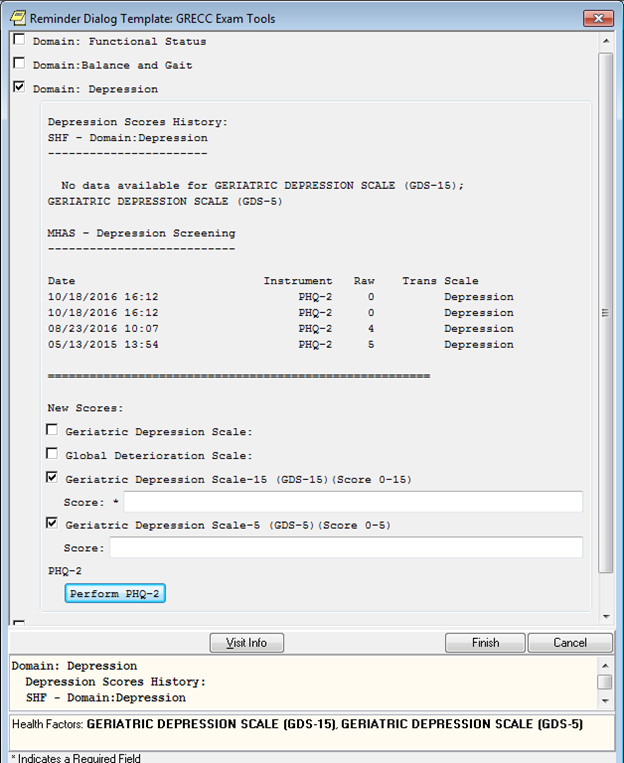 Reminder Dialog Template: GRECC Exam Tools
Domain: Functional Status
Domain:Balance and Gait
Domain: Depression
Depression Scores History:
SHF - Domain:Depression
-----------------------
No data available for GERIATRIC DEPRESSION SCALE (GDS-15);
GERIATRIC DEPRESSION SCALE (GDS-5)
MHAS - Depression Screening
---------------------------
Date Instrument Raw Trans Scale
10/18/2016 16:12 PHQ-2 0 Depression
10/18/2016 16:12 PHQ-2 0 Depression
08/23/2016 10:07 PHQ-2 4 Depression
05/13/2015 13:54 PHQ-2 5 Depression
=======================================================
New Scores:
Geriatric Depression Scale:
Global Deterioration Scale:
Geriatric Depression Scale-15 (GDS-15)(Score 0-15)
Score: *
Geriatric Depression Scale-5 (GDS-5)(Score 0-5)
Score:
PHQ-2
Perform PHQ-2
Visit Info Finish Cancel
Domain: Depression
Depression Scores History:
SHF - Domain:Depression
Health Factors: GERIATRIC DEPRESSION SCALE (GDS-15), GERIATRIC DEPRESSION SCALE (GDS-5)
* Indicates a Required Field